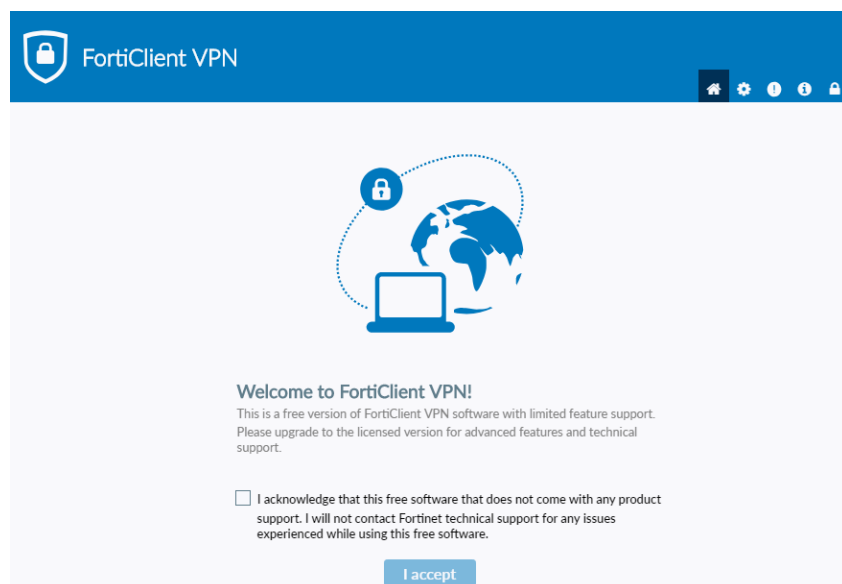 FortiClient VPN
Welcome to FortiClient VPN!
This is a free version of FortiClient VPN software with limited feature support.
Please upgrade to the licensed version for advanced features and technical
support.
I acknowledge that this free software that does not come with any product
support. I will not contact Fortinet technical support for any issues
experienced while using this free software.
I accept